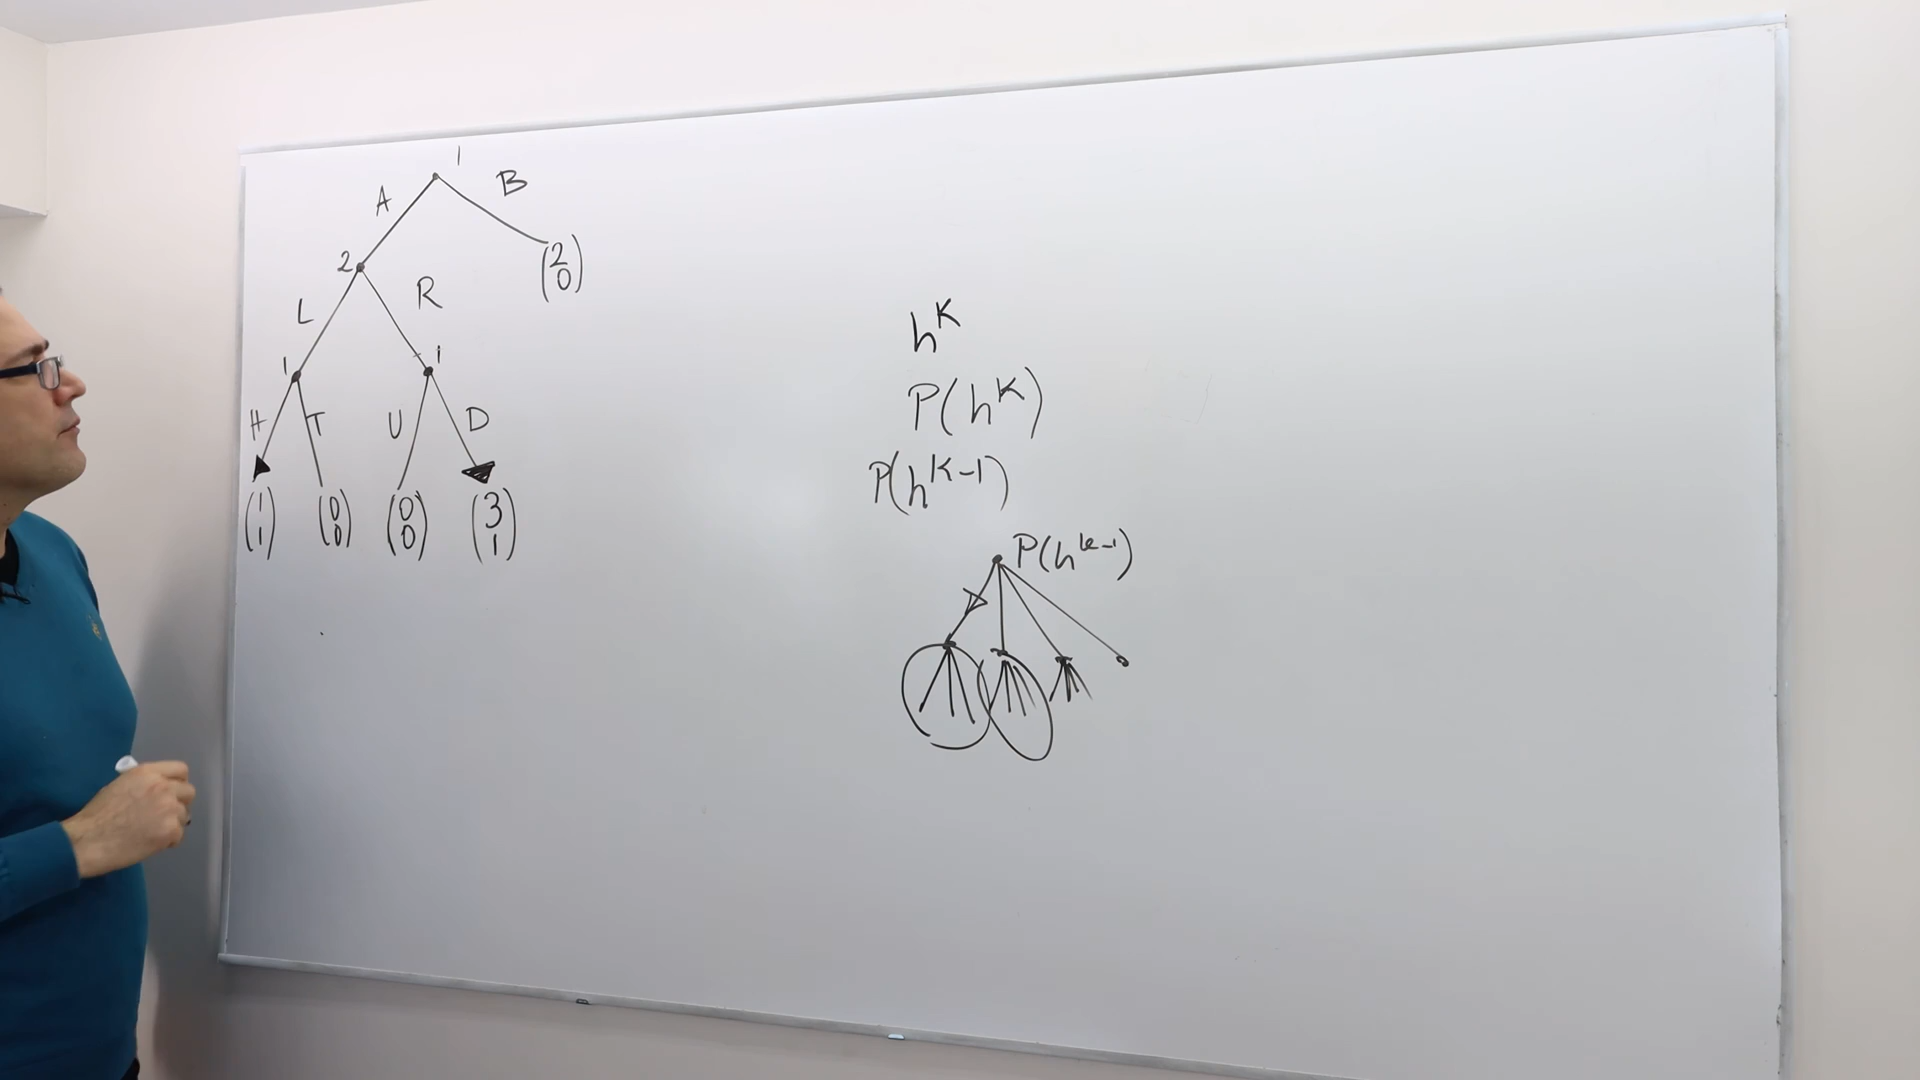 1
A B
2 (2 0)
L R
1 1
H T U D
(1 1) (0 0) (0 0) (3 1)
h^K
P(h^K)
P(h^{K-1})
P(h^{k-1})